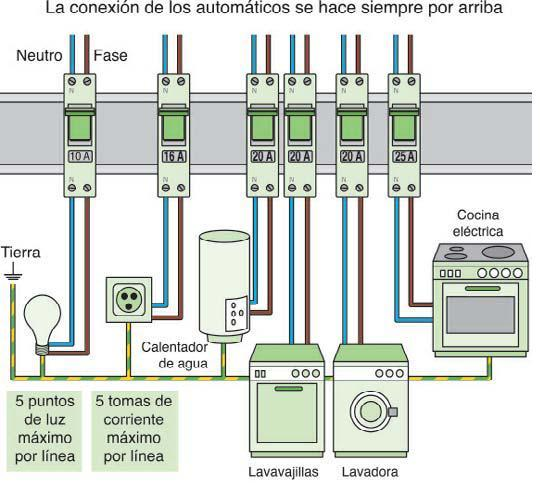 La conexión de los automáticos se hace siempre por arriba
Neutro Fase
N N N N N N
10 A 16 A 20 A 20 A 20 A 25 A
N N N N N N
Tierra
Cocina
eléctrica
Calentador
de agua
5 puntos
de luz
máximo
por línea
5 tomas de
corriente
máximo
por línea
Lavavajillas Lavadora